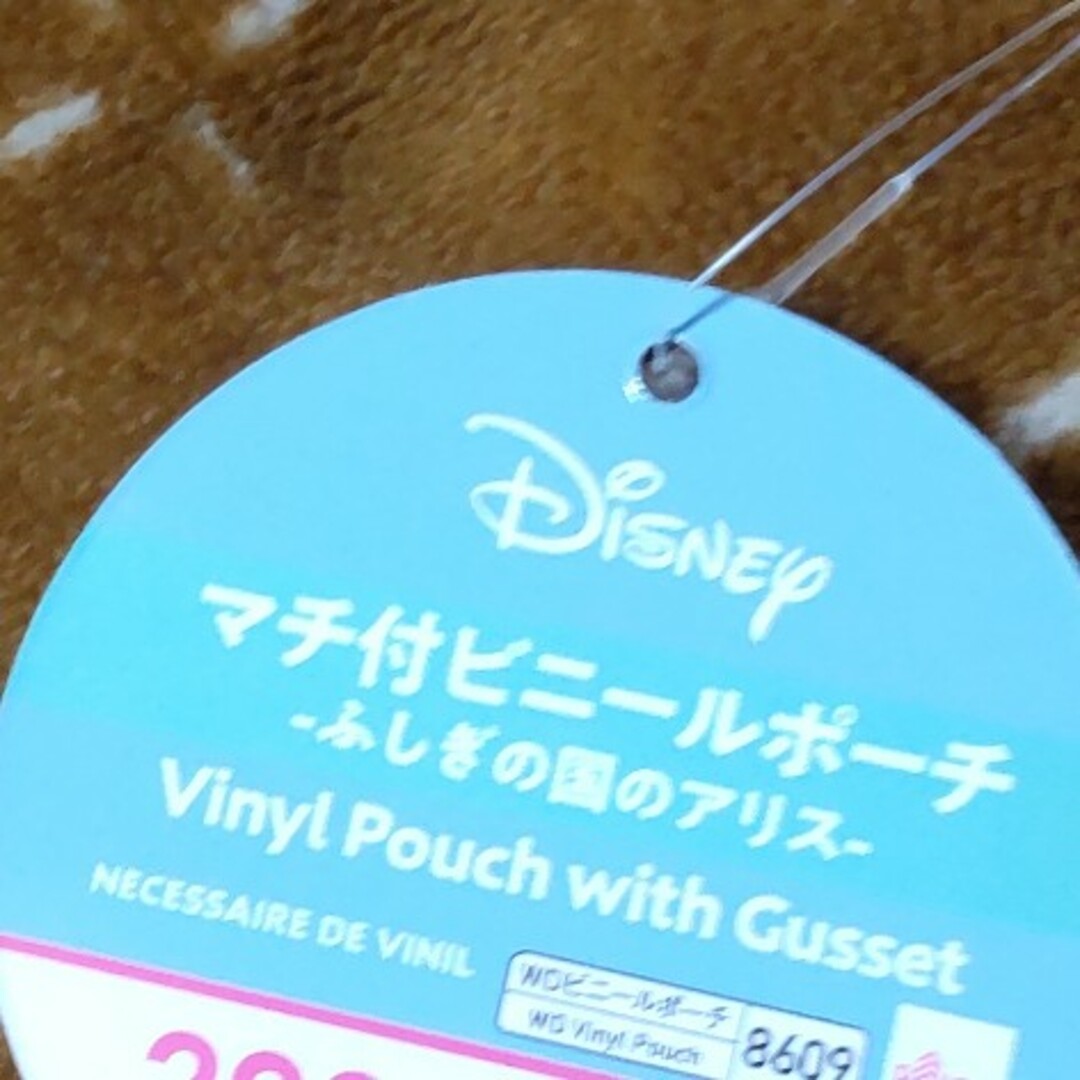 Disney
マチ付ビニールポーチ
-ふしぎの国のアリス-
Vinyl Pouch with Gusset
NECESSAIRE DE VINIL
WDビニールポーチ
WD Vinyl Pouch
8609